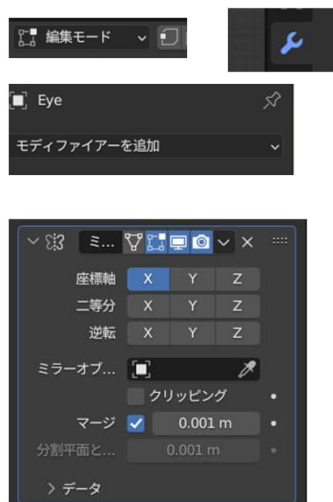 編集モード
Eye
モディファイアーを追加
ミ...
座標軸 X Y Z
二等分 X Y Z
逆転 X Y Z
ミラーオブ...
クリッピング
マージ 0.001 m
分割平面と... 0.001 m
データ